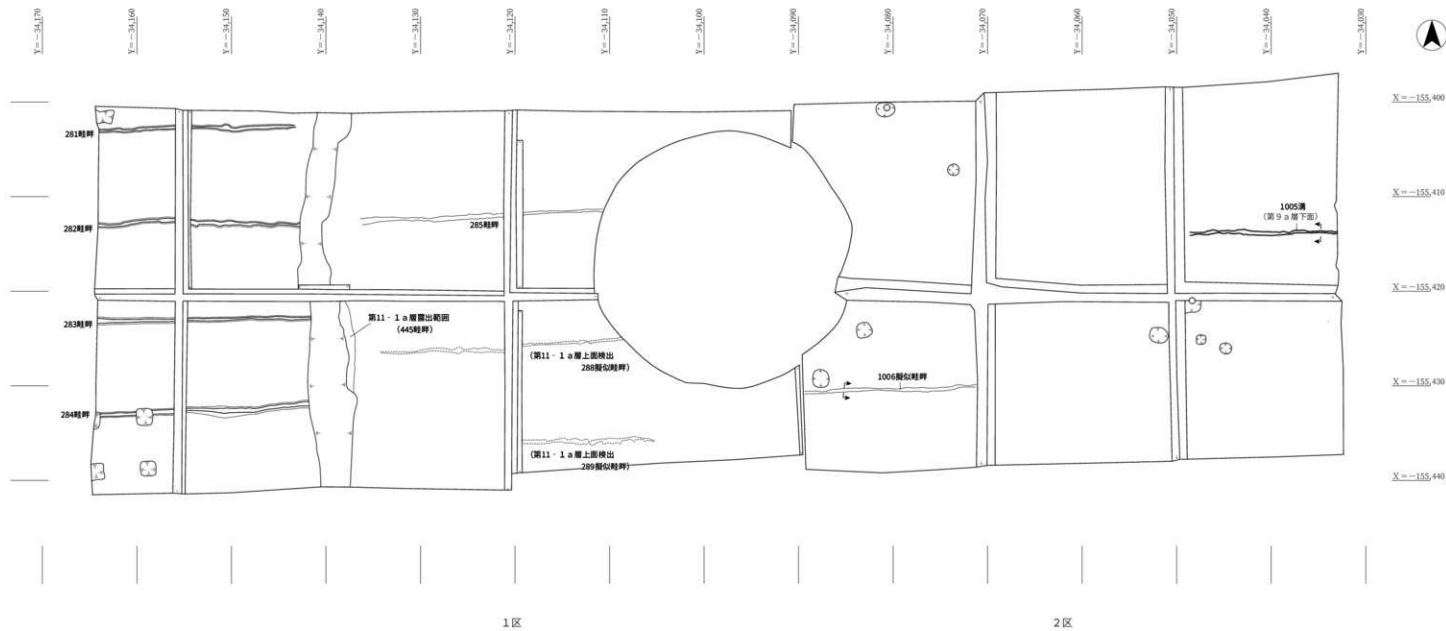 Y=-34,170
Y=-34,160
Y=-34,150
Y=-34,140
Y=-34,130
Y=-34,120
Y=-34,110
Y=-34,100
Y=-34,090
Y=-34,080
Y=-34,070
Y=-34,060
Y=-34,050
Y=-34,040
Y=-34,030
X=-155,400
281畦畔
X=-155,410
1005溝
(第9a層下面)
282畦畔
285畦畔
X=-155,420
283畦畔
第11‐1a層露出範囲
(445畦畔)
(第11‐1a層上面検出
288擬似畦畔)
1006擬似畦畔
X=-155,430
284畦畔
(第11‐1a層上面検出
289擬似畦畔)
X=-155,440
1区
2区